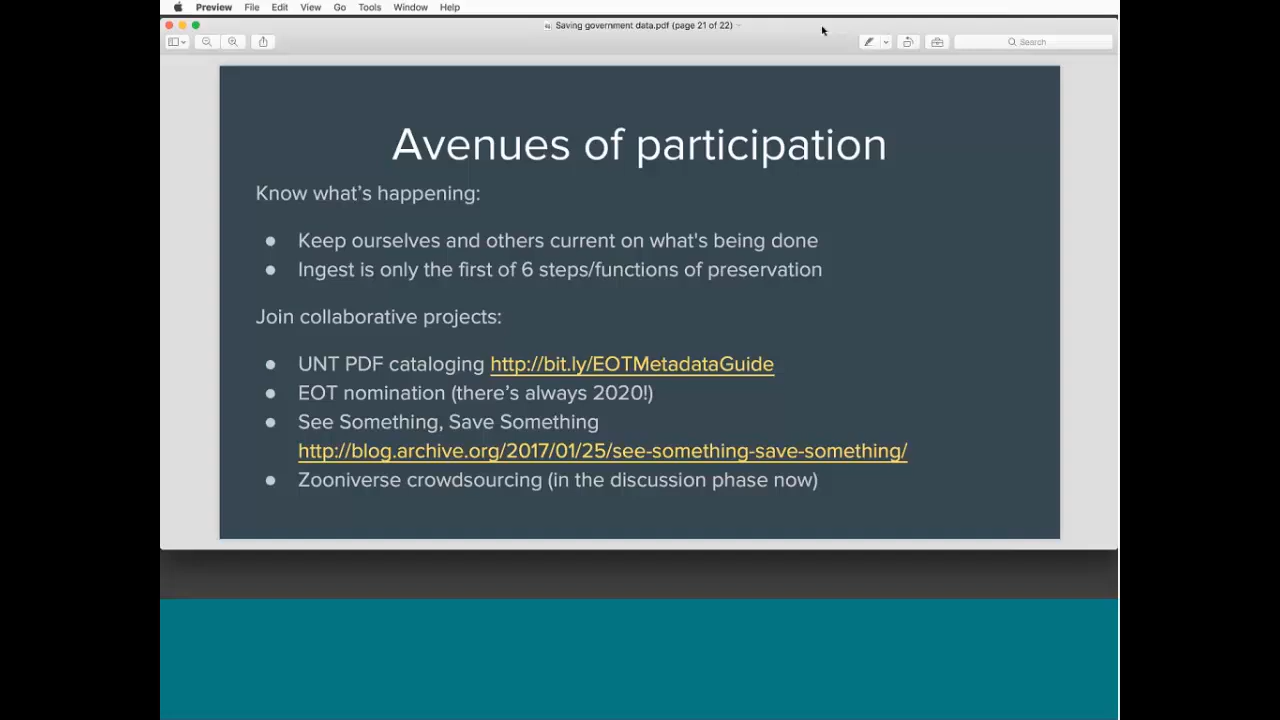 Preview File Edit View Go Tools Window Help
Saving government data.pdf (page 21 of 22)
Search
Avenues of participation
Know what's happening:
● Keep ourselves and others current on what's being done
● Ingest is only the first of 6 steps/functions of preservation
Join collaborative projects:
● UNT PDF cataloging http://bit.ly/EOTMetadataGuide
● EOT nomination (there's always 2020!)
● See Something, Save Something
http://blog.archive.org/2017/01/25/see-something-save-something/
● Zooniverse crowdsourcing (in the discussion phase now)